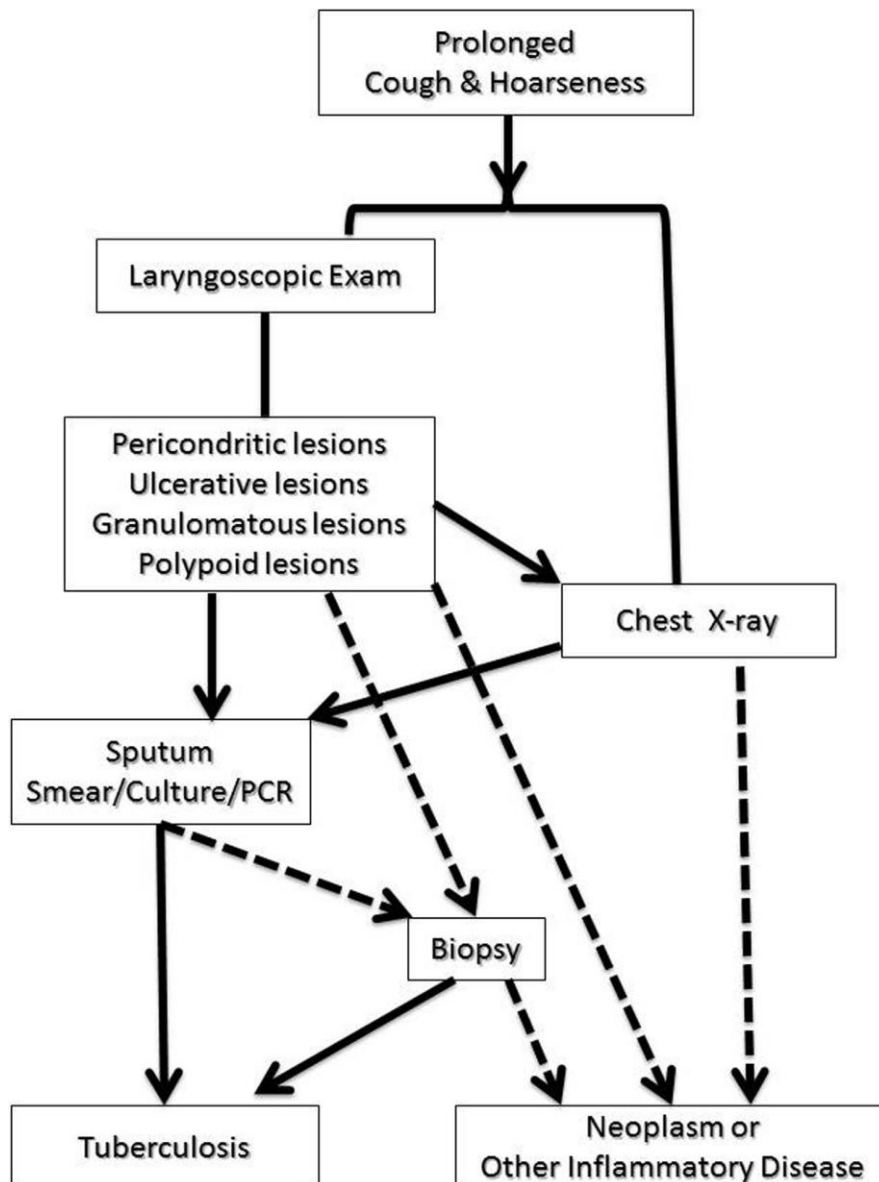 Prolonged
Cough & Hoarseness
Laryngoscopic Exam
Pericondritic lesions
Ulcerative lesions
Granulomatous lesions
Polypoid lesions
Chest X-ray
Sputum
Smear/Culture/PCR
Biopsy
Tuberculosis
Neoplasm or
Other Inflammatory Disease